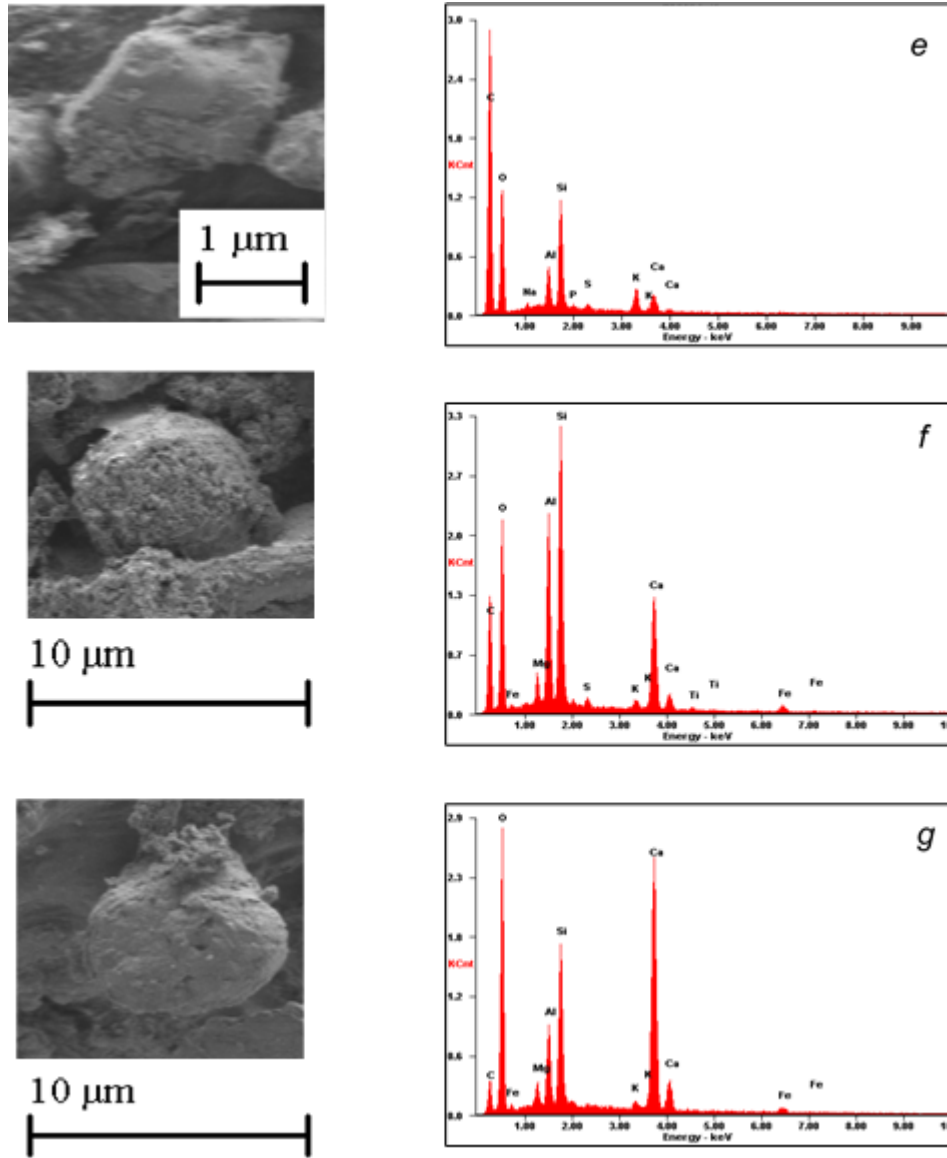 1 µm
e
3.0
2.4
1.8
KCnt
1.2
0.6
0.0
C
O
Na
Al
Si
P
S
K
K
Ca
Ca
1.00 2.00 3.00 4.00 5.00 6.00 7.00 8.00 9.00
Energy - keV
10 µm
f
3.3
2.7
2.0
KCnt
1.3
0.7
0.0
C
O
Fe
Mg
Al
Si
S
K
K
Ca
Ca
Ti
Ti
Fe
Fe
1.00 2.00 3.00 4.00 5.00 6.00 7.00 8.00 9.00 1
Energy - keV
10 µm
g
2.9
2.3
1.8
KCnt
1.2
0.6
0.0
C
O
Fe
Mg
Al
Si
K
K
Ca
Ca
Fe
Fe
1.00 2.00 3.00 4.00 5.00 6.00 7.00 8.00 9.00 1
Energy - keV